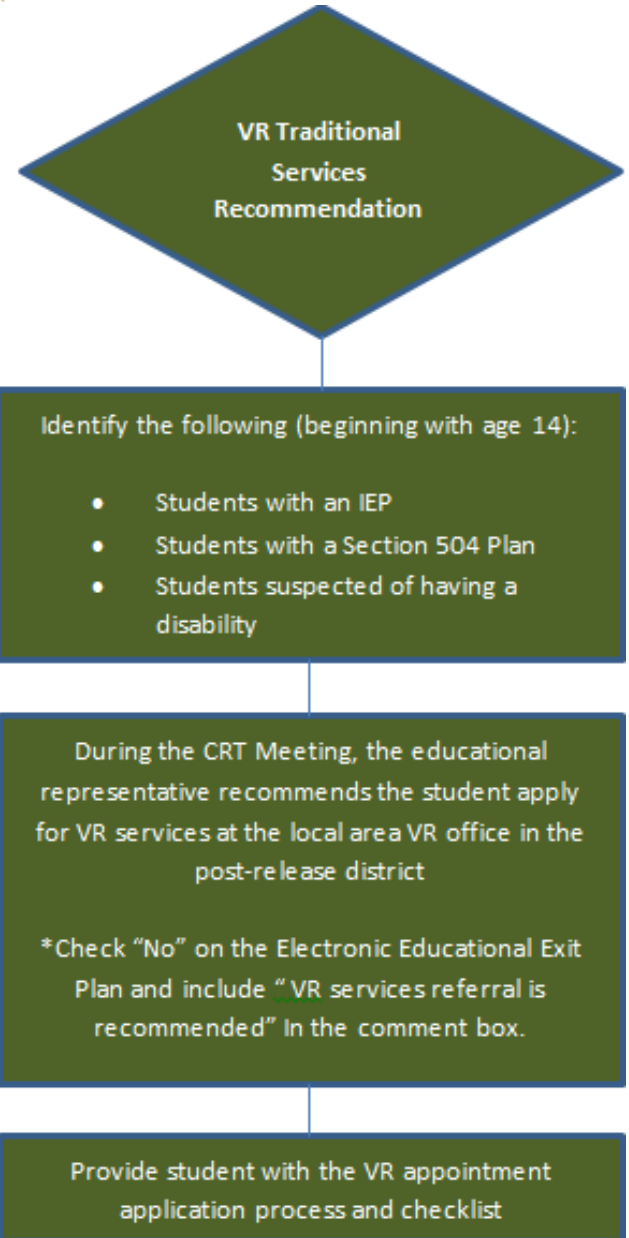 VR Traditional
Services
Recommendation
Identify the following (beginning with age 14):
• Students with an IEP
• Students with a Section 504 Plan
• Students suspected of having a
disability
During the CRT Meeting, the educational
representative recommends the student apply
for VR services at the local area VR office in the
post-release district
*Check “No” on the Electronic Educational Exit
Plan and include “ VR services referral is
recommended” In the comment box.
Provide student with the VR appointment
application process and checklist